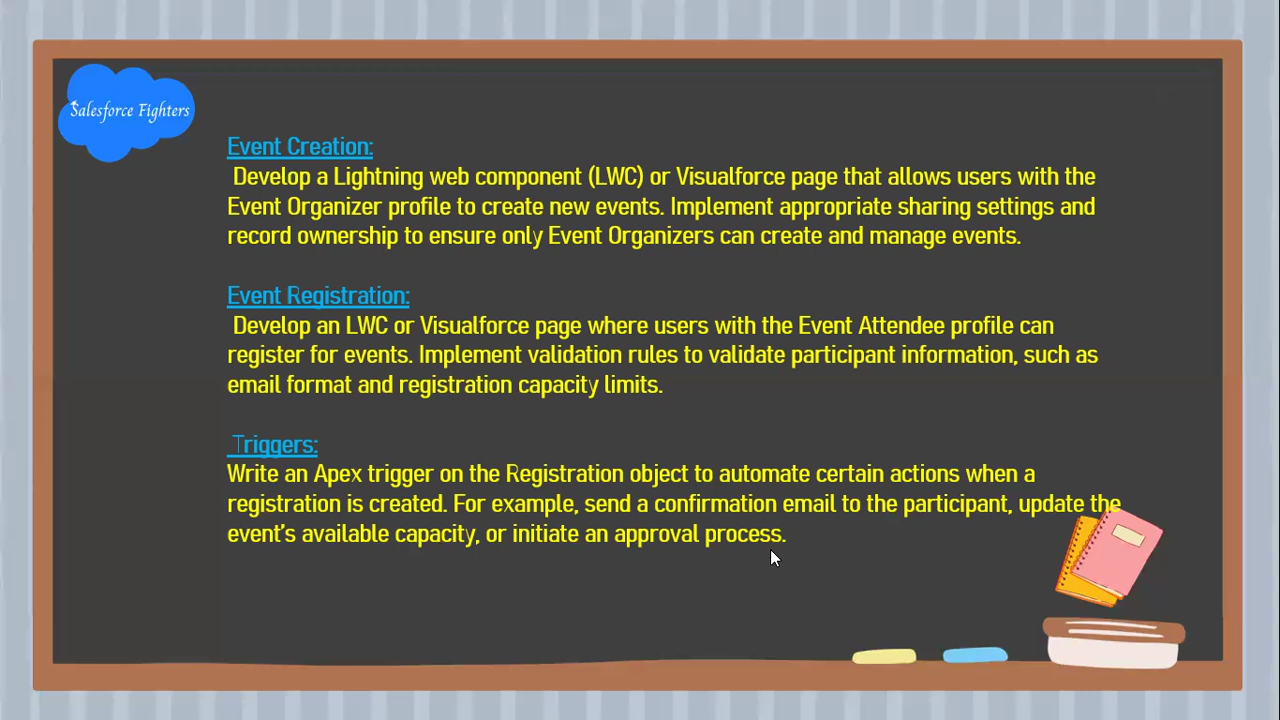 Salesforce Fighters
Event Creation:
Develop a Lightning web component (LWC) or Visualforce page that allows users with the
Event Organizer profile to create new events. Implement appropriate sharing settings and
record ownership to ensure only Event Organizers can create and manage events.
Event Registration:
Develop an LWC or Visualforce page where users with the Event Attendee profile can
register for events. Implement validation rules to validate participant information, such as
email format and registration capacity limits.
Triggers:
Write an Apex trigger on the Registration object to automate certain actions when a
registration is created. For example, send a confirmation email to the participant, update the
event's available capacity, or initiate an approval process.